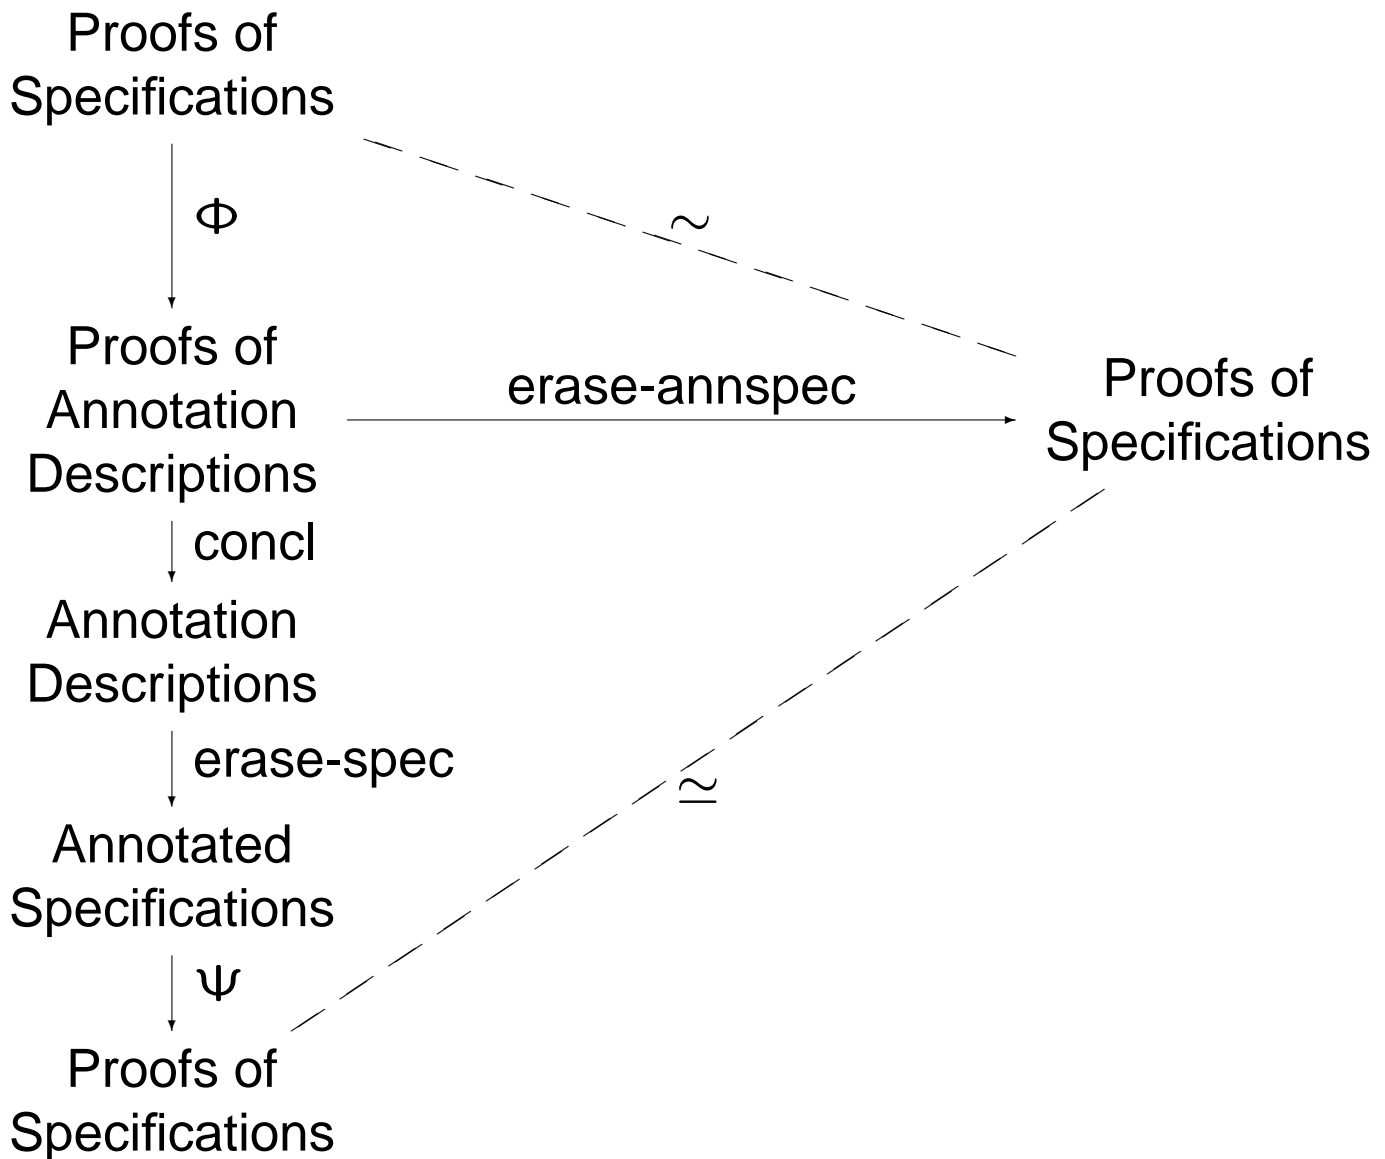 Proofs of
Specifications
Φ
∼
Proofs of
Annotation
Descriptions
erase-annspec
Proofs of
Specifications
concl
Annotation
Descriptions
erase-spec
≃
Annotated
Specifications
Ψ
Proofs of
Specifications